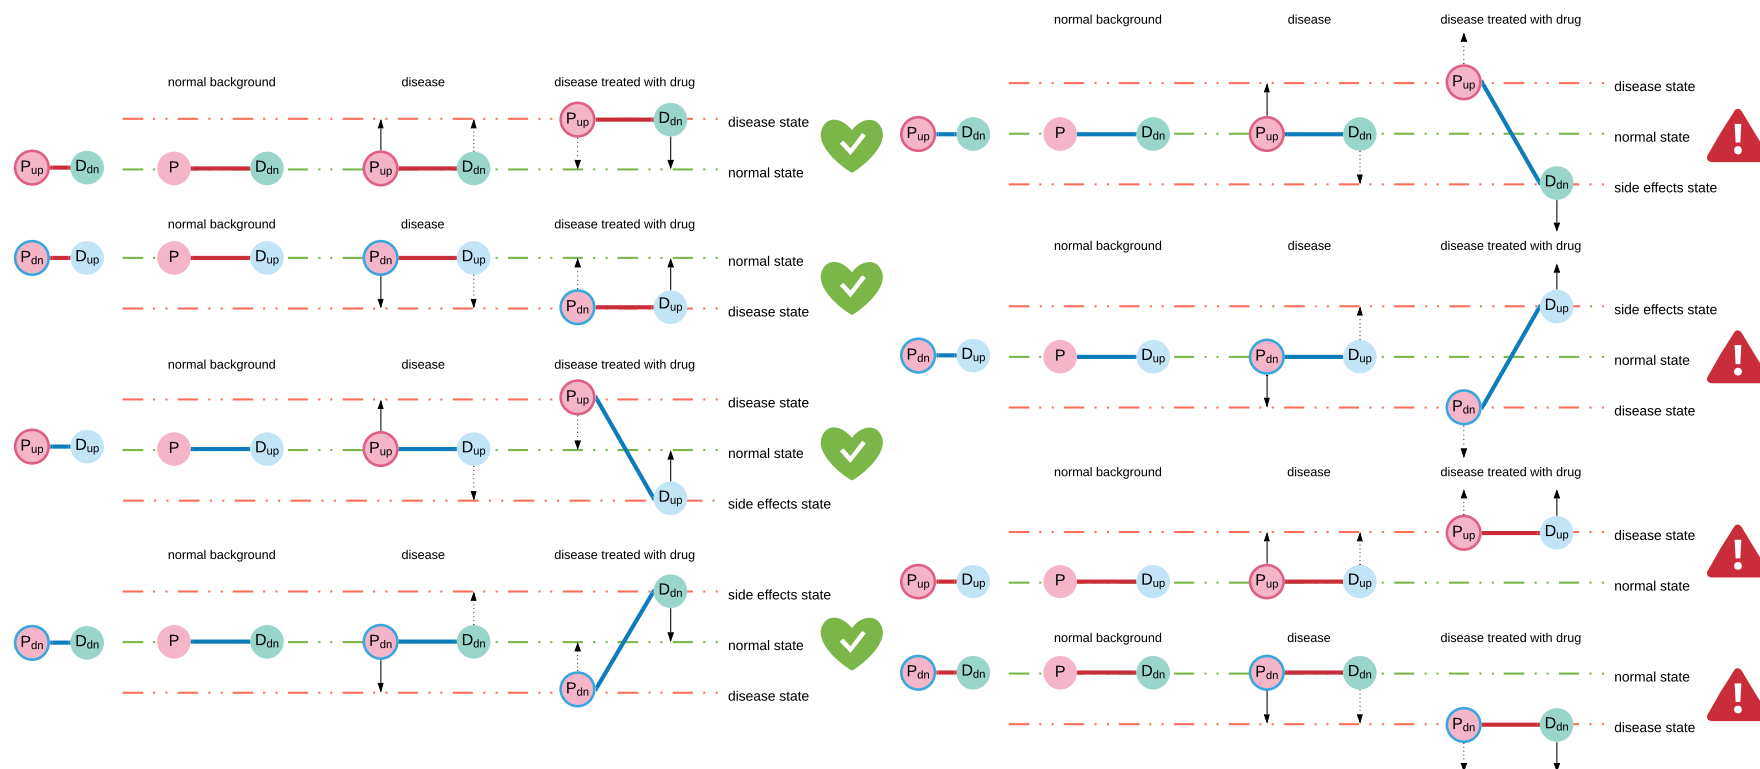 normal background disease disease treated with drug
Pup Ddn
disease state
Pup Ddn P Ddn Pup Ddn
normal state
normal background disease disease treated with drug
Pdn Dup P Dup Pdn Dup
normal state
Pdn Dup
disease state
normal background disease disease treated with drug
Pup
disease state
Pup Dup P Dup Pup Dup
normal state
Dup
side effects state
normal background disease disease treated with drug
Ddn
side effects state
Pdn Ddn P Ddn Pdn Ddn
normal state
Pdn
disease state
normal background disease disease treated with drug
Pup
disease state
Pup Ddn P Ddn Pup Ddn
normal state
Ddn
side effects state
normal background disease disease treated with drug
Dup
side effects state
Pdn Dup P Dup Pdn Dup
normal state
Pdn
disease state
normal background disease disease treated with drug
Pup Dup
disease state
Pup Dup P Dup Pup Dup
normal state
normal background disease disease treated with drug
Pdn Ddn P Ddn Pdn Ddn
normal state
Pdn Ddn
disease state